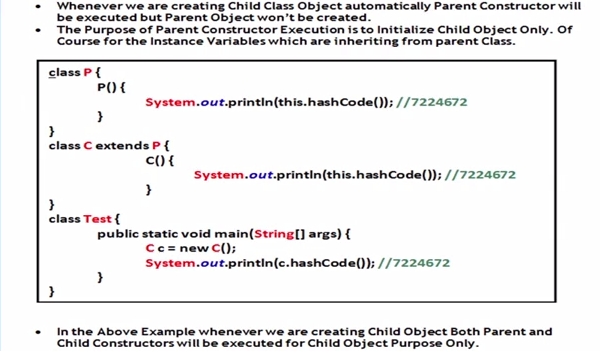 • Whenever we are creating Child Class Object automatically Parent Constructor will
be executed but Parent Object won't be created.
• The Purpose of Parent Constructor Execution is to Initialize Child Object Only. Of
Course for the Instance Variables which are inheriting from parent Class.
class P {
P() {
System.out.println(this.hashCode()); //7224672
}
}
class C extends P {
C() {
System.out.println(this.hashCode()); //7224672
}
}
class Test {
public static void main(String[] args) {
C c = new C();
System.out.println(c.hashCode()); //7224672
}
}
• In the Above Example whenever we are creating Child Object Both Parent and
Child Constructors will be executed for Child Object Purpose Only.